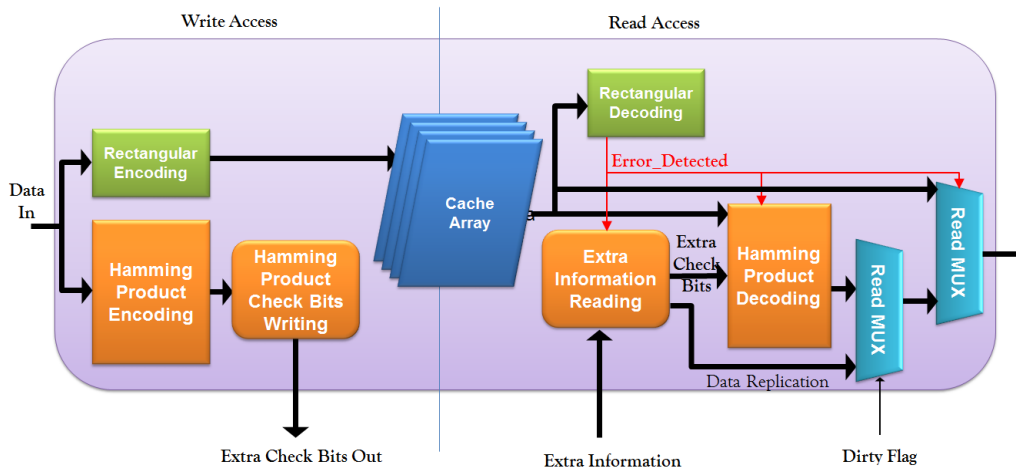 Write Access
Read Access
Rectangular
Decoding
Rectangular
Encoding
Error_Detected
Data
In
Cache
Array
Hamming
Product
Encoding
Hamming
Product
Check Bits
Writing
Extra
Information
Reading
Extra
Check
Bits
Hamming
Product
Decoding
Read MUX
Read MUX
Data Replication
Extra Check Bits Out
Extra Information
Dirty Flag